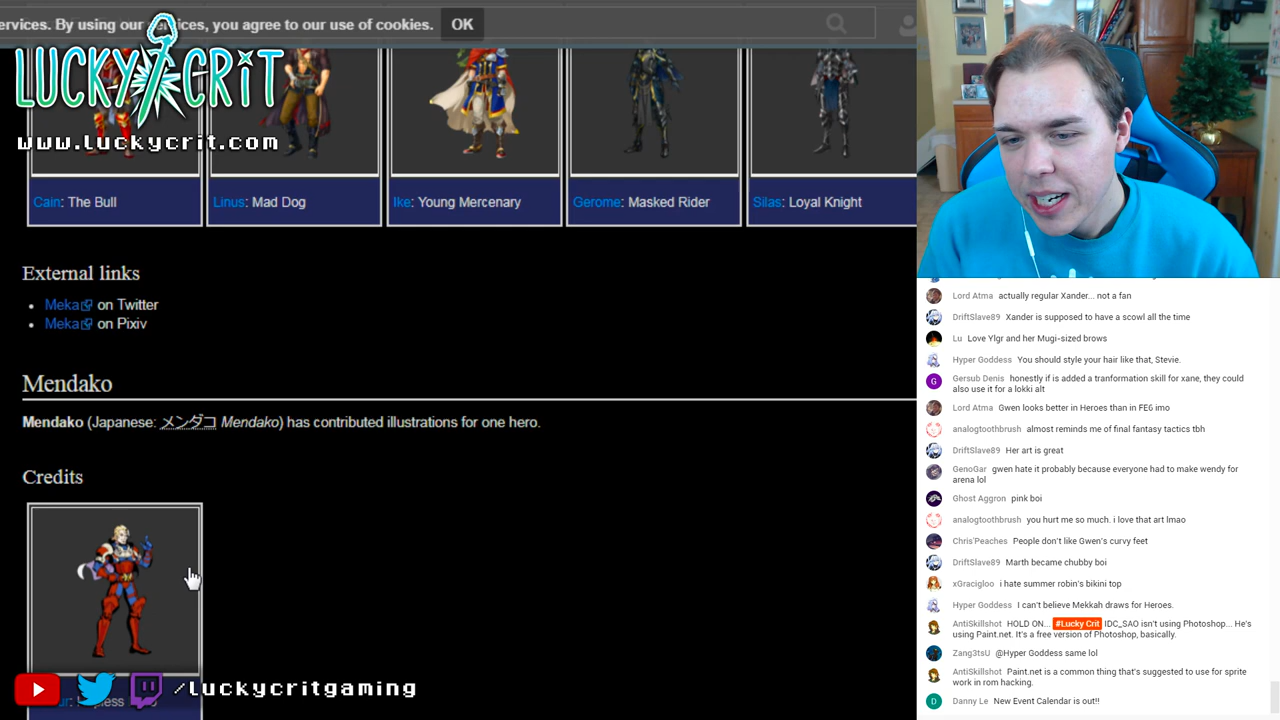 services. By using our services, you agree to our use of cookies. OK
LUCKY CRIT
www.luckycrit.com
Cain: The Bull
Linus: Mad Dog
Ike: Young Mercenary
Gerome: Masked Rider
Silas: Loyal Knight
External links
Meka on Twitter
Meka on Pixiv
Mendako
Mendako (Japanese: メンダコ Mendako) has contributed illustrations for one hero.
Credits
/luckycritgaming
Lord Atma actually regular Xander... not a fan
DriftSlave89 Xander is supposed to have a scowl all the time
Lu Love Ylgr and her Mugi-sized brows
Hyper Goddess You should style your hair like that, Stevie.
G Gersub Denis honestly if is added a tranformation skill for xane, they could
also use it for a lokki alt
Lord Atma Gwen looks better in Heroes than in FE6 imo
analogtoothbrush almost reminds me of final fantasy tactics tbh
DriftSlave89 Her art is great
GenoGar gwen hate it probably because everyone had to make wendy for
arena lol
Ghost Aggron pink boi
analogtoothbrush you hurt me so much. i love that art lmao
Chris'Peaches People don't like Gwen's curvy feet
DriftSlave89 Marth became chubby boi
xGracigloo i hate summer robin's bikini top
Hyper Goddess I can't believe Mekkah draws for Heroes.
AntiSkillshot HOLD ON... #Lucky Crit IDC_SAO isn't using Photoshop... He's
using Paint.net. It's a free version of Photoshop, basically.
Zang3tsU @Hyper Goddess same lol
AntiSkillshot Paint.net is a common thing that's suggested to use for sprite
work in rom hacking.
D Danny Le New Event Calendar is out!!